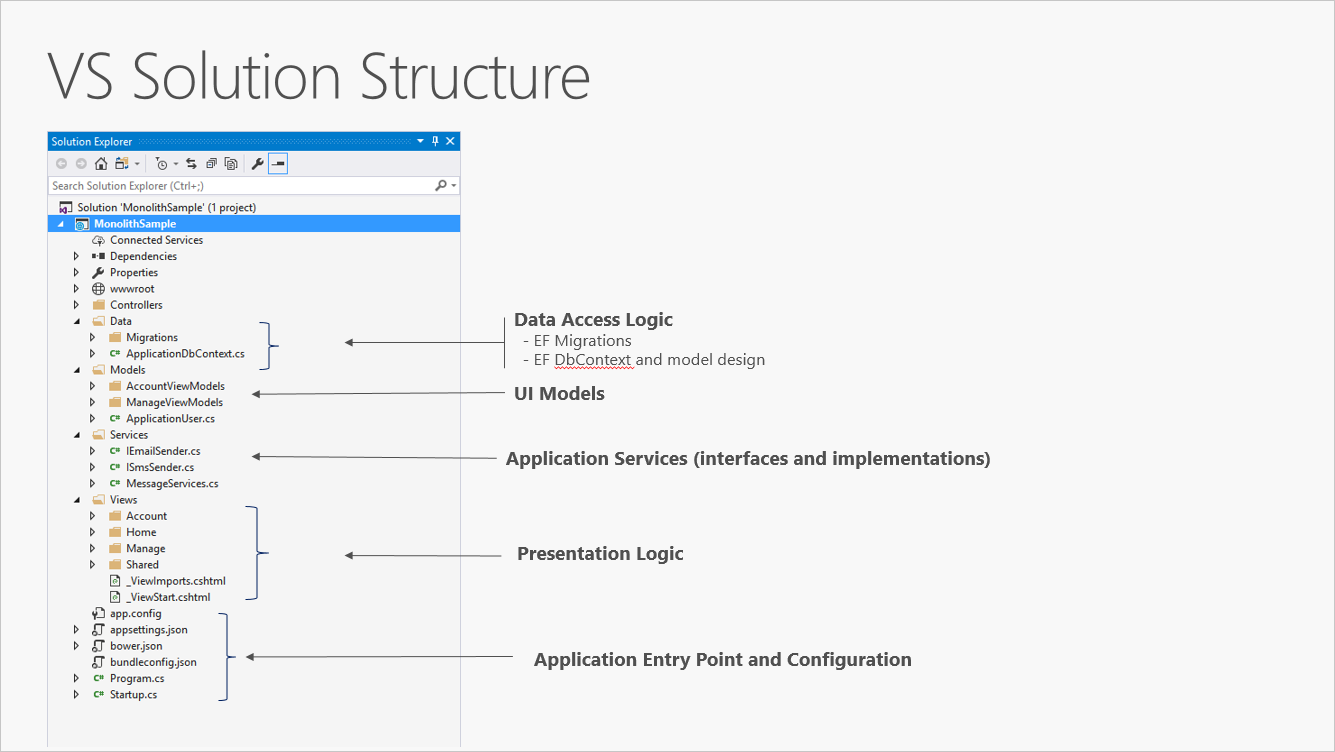 VS Solution Structure
Solution Explorer
Search Solution Explorer (Ctrl+;)
Solution 'MonolithSample' (1 project)
MonolithSample
Connected Services
Dependencies
Properties
wwwroot
Controllers
Data
Migrations
ApplicationDbContext.cs
Models
AccountViewModels
ManageViewModels
ApplicationUser.cs
Services
IEmailSender.cs
ISmsSender.cs
MessageServices.cs
Views
Account
Home
Manage
Shared
_ViewImports.cshtml
_ViewStart.cshtml
app.config
appsettings.json
bower.json
bundleconfig.json
C# Program.cs
C# Startup.cs
Data Access Logic
- EF Migrations
- EF DbContext and model design
UI Models
Application Services (interfaces and implementations)
Presentation Logic
Application Entry Point and Configuration